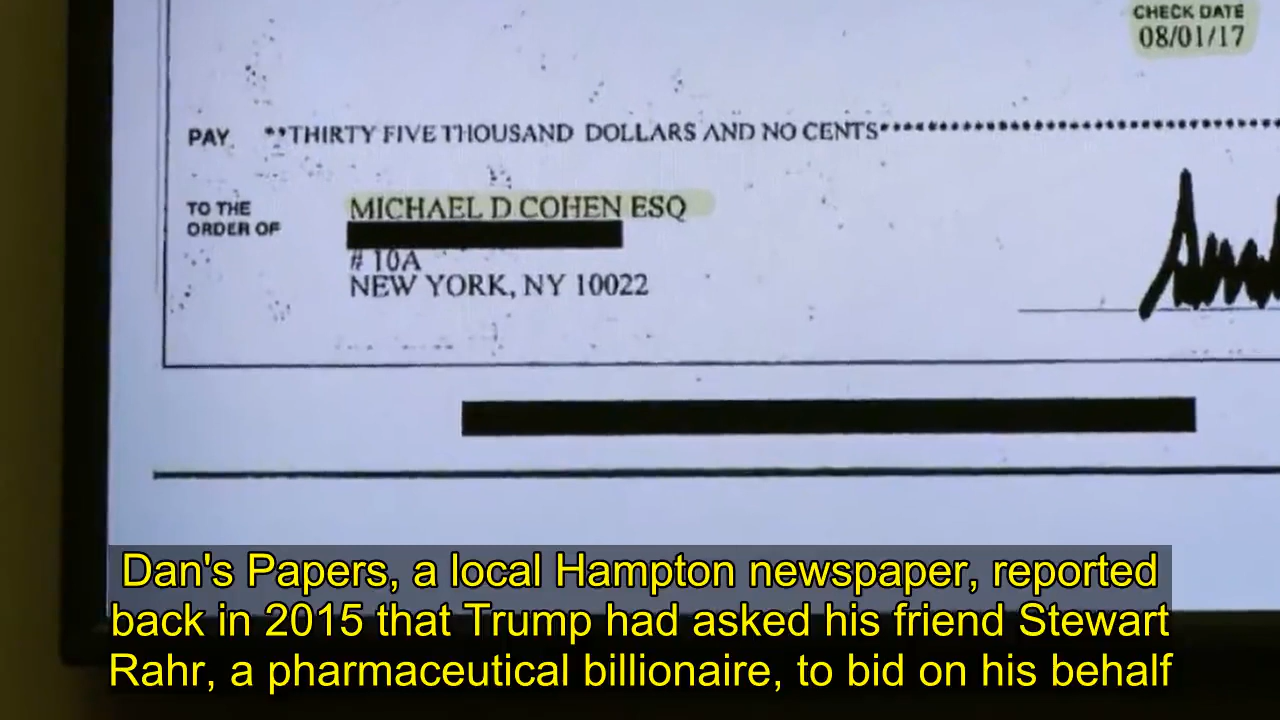 CHECK DATE
08/01/17
PAY **THIRTY FIVE THOUSAND DOLLARS AND NO CENTS
TO THE
ORDER OF
MICHAEL D COHEN ESQ
# 10A
NEW YORK, NY 10022
Dan's Papers, a local Hampton newspaper, reported
back in 2015 that Trump had asked his friend Stewart
Rahr, a pharmaceutical billionaire, to bid on his behalf